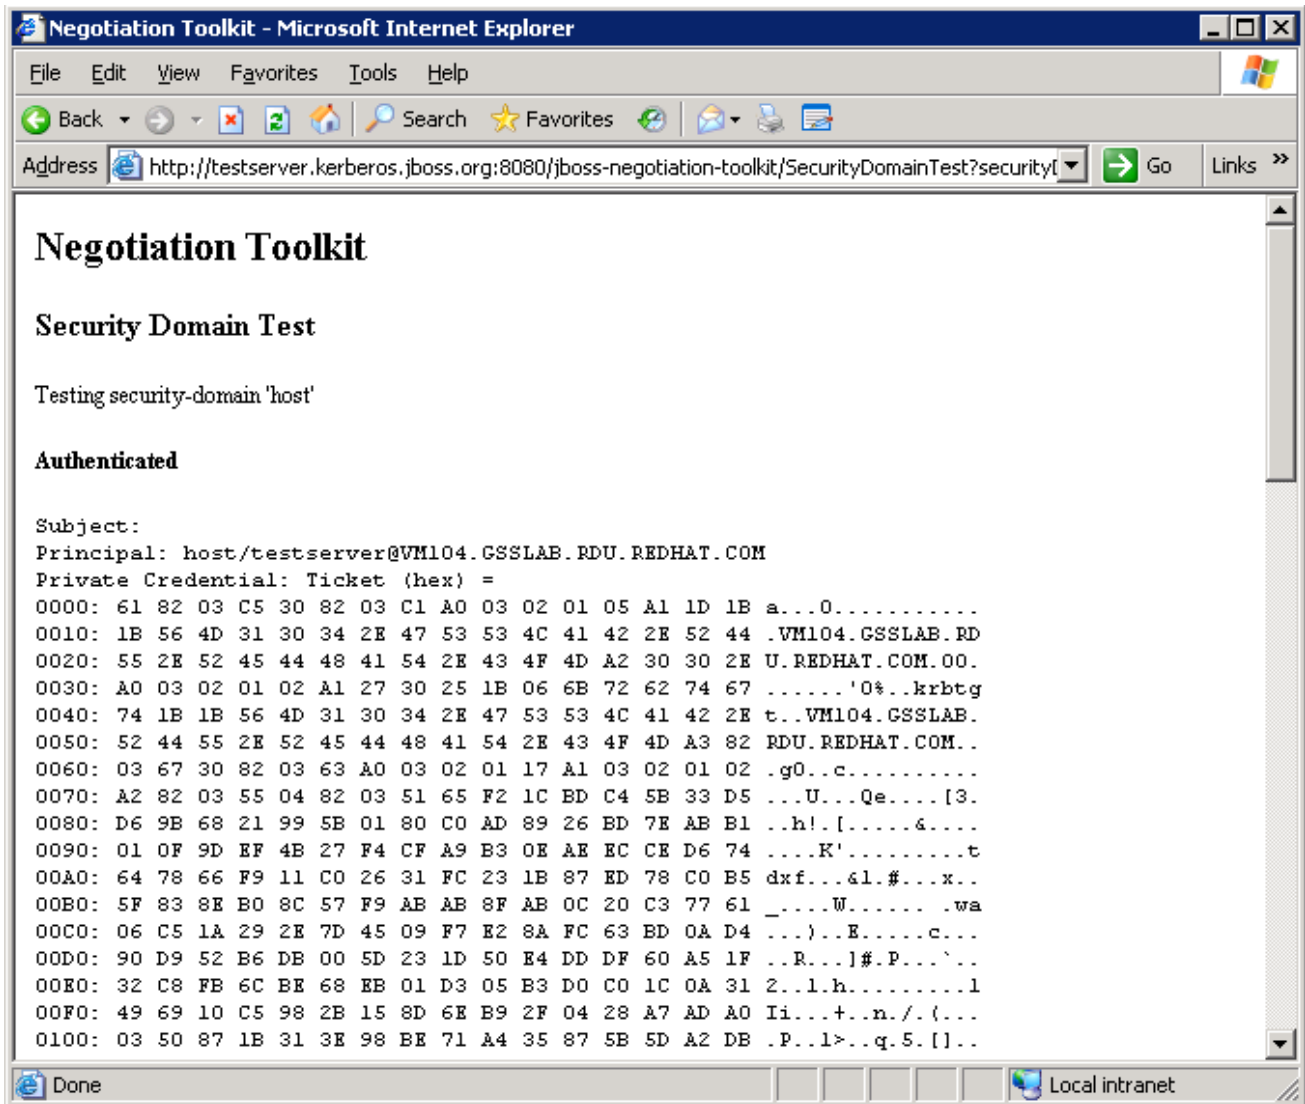 Negotiation Toolkit - Microsoft Internet Explorer
File Edit View Favorites Tools Help
Back Search Favorites
Address http://testserver.kerberos.jboss.org:8080/jboss-negotiation-toolkit/SecurityDomainTest?security Go Links »
Negotiation Toolkit
Security Domain Test
Testing security-domain 'host'
Authenticated
Subject:
Principal: host/testserver@VM104.GSSLAB.RDU.REDHAT.COM
Private Credential: Ticket (hex) =
0000: 61 82 03 C5 30 82 03 C1 A0 03 02 01 05 A1 1D 1B a...0...........
0010: 1B 56 4D 31 30 34 2E 47 53 53 4C 41 42 2E 52 44 .VM104.GSSLAB.RD
0020: 55 2E 52 45 44 48 41 54 2E 43 4F 4D A2 30 30 2E U.REDHAT.COM.00.
0030: A0 03 02 01 02 A1 27 30 25 1B 06 6B 72 62 74 67 ......'0%..krbtg
0040: 74 1B 1B 56 4D 31 30 34 2E 47 53 53 4C 41 42 2E t..VM104.GSSLAB.
0050: 52 44 55 2E 52 45 44 48 41 54 2E 43 4F 4D A3 82 RDU.REDHAT.COM..
0060: 03 67 30 82 03 63 A0 03 02 01 17 A1 03 02 01 02 .g0..c..........
0070: A2 82 03 55 04 82 03 51 65 F2 1C BD C4 5B 33 D5 ...U...Qe....[3.
0080: D6 9B 68 21 99 5B 01 80 C0 AD 89 26 BD 7E AB B1 ..h!.[.....&....
0090: 01 0F 9D EF 4B 27 F4 CF A9 B3 0E AE EC CE D6 74 ....K'.........t
00A0: 64 78 66 F9 11 C0 26 31 FC 23 1B 87 ED 78 C0 B5 dxf...&1.#...x..
00B0: 5F 83 8E B0 8C 57 F9 AB AB 8F AB 0C 20 C3 77 61 _....W...... .wa
00C0: 06 C5 1A 29 2E 7D 45 09 F7 E2 8A FC 63 BD 0A D4 ...)..E.....c...
00D0: 90 D9 52 B6 DB 00 5D 23 1D 50 E4 DD DF 60 A5 1F ..R...]#.P...`..
00E0: 32 C8 FB 6C BE 68 EB 01 D3 05 B3 D0 C0 1C 0A 31 2..l.h.........1
00F0: 49 69 10 C5 98 2B 15 8D 6E B9 2F 04 28 A7 AD A0 Ii...+..n./.(...
0100: 03 50 87 1B 31 3E 98 BE 71 A4 35 87 5B 5D A2 DB .P..1>..q.5.[]..
Done Local intranet